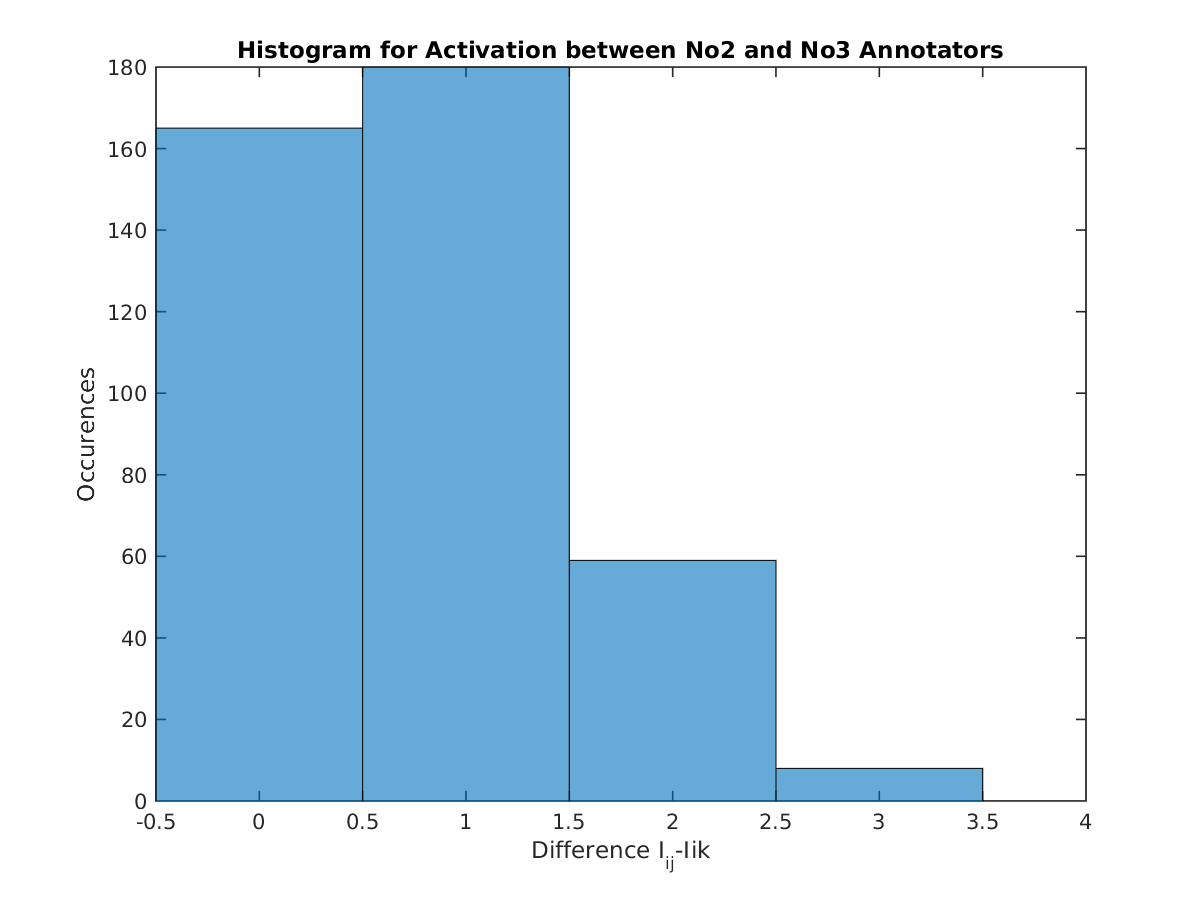 Histogram for Activation between No2 and No3 Annotators
180
160
140
120
100
80
60
40
20
0
Occurences
-0.5 0 0.5 1 1.5 2 2.5 3 3.5 4
Difference I_ij-Iik